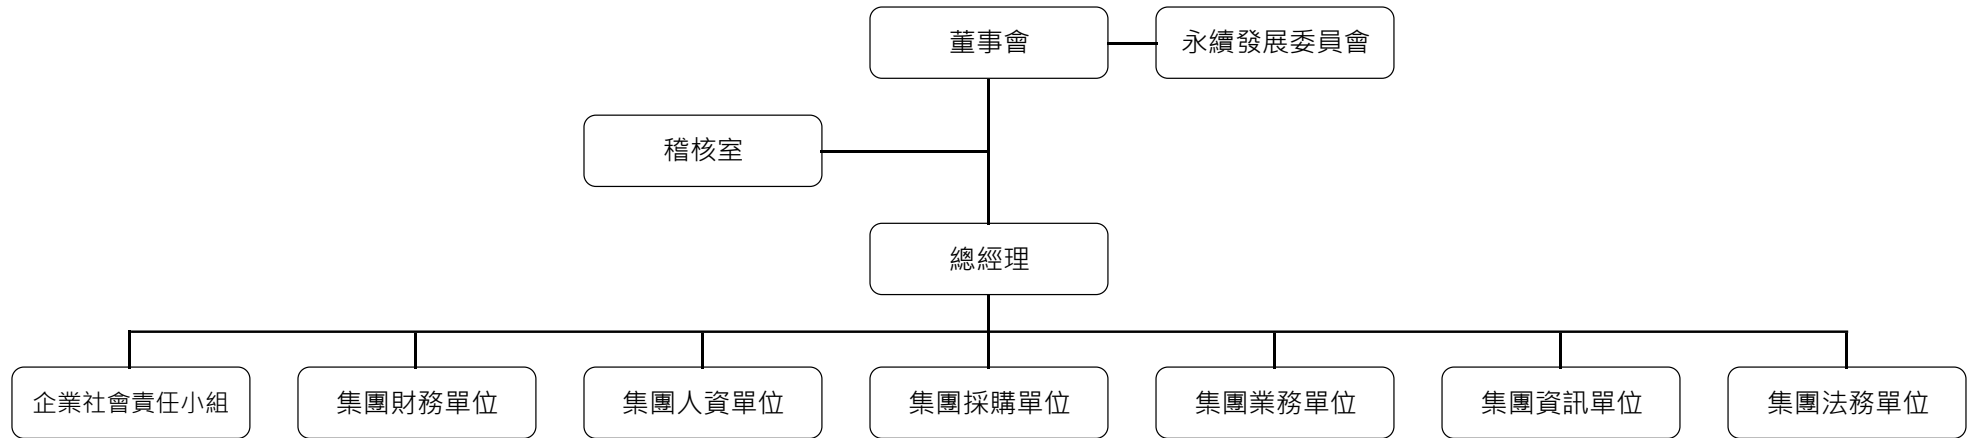 董事會
永續發展委員會
稽核室
總經理
企業社會責任小組
集團財務單位
集團人資單位
集團採購單位
集團業務單位
集團資訊單位
集團法務單位